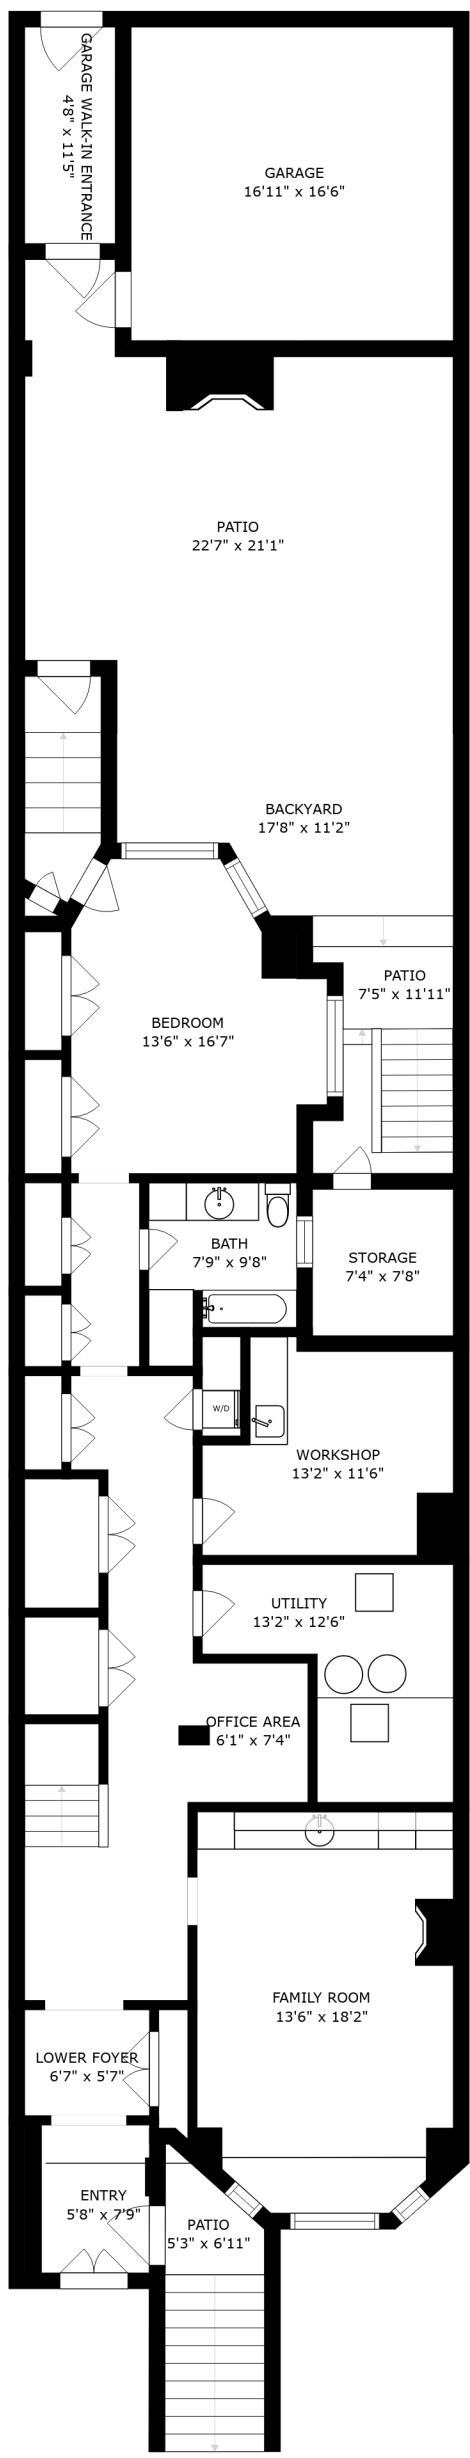 GARAGE WALK-IN ENTRANCE
4'8" x 11'5"
GARAGE
16'11" x 16'6"
PATIO
22'7" x 21'1"
BACKYARD
17'8" x 11'2"
PATIO
7'5" x 11'11"
BEDROOM
13'6" x 16'7"
BATH
7'9" x 9'8"
STORAGE
7'4" x 7'8"
W/D
WORKSHOP
13'2" x 11'6"
UTILITY
13'2" x 12'6"
OFFICE AREA
6'1" x 7'4"
FAMILY ROOM
13'6" x 18'2"
LOWER FOYER
6'7" x 5'7"
ENTRY
5'8" x 7'9"
PATIO
5'3" x 6'11"